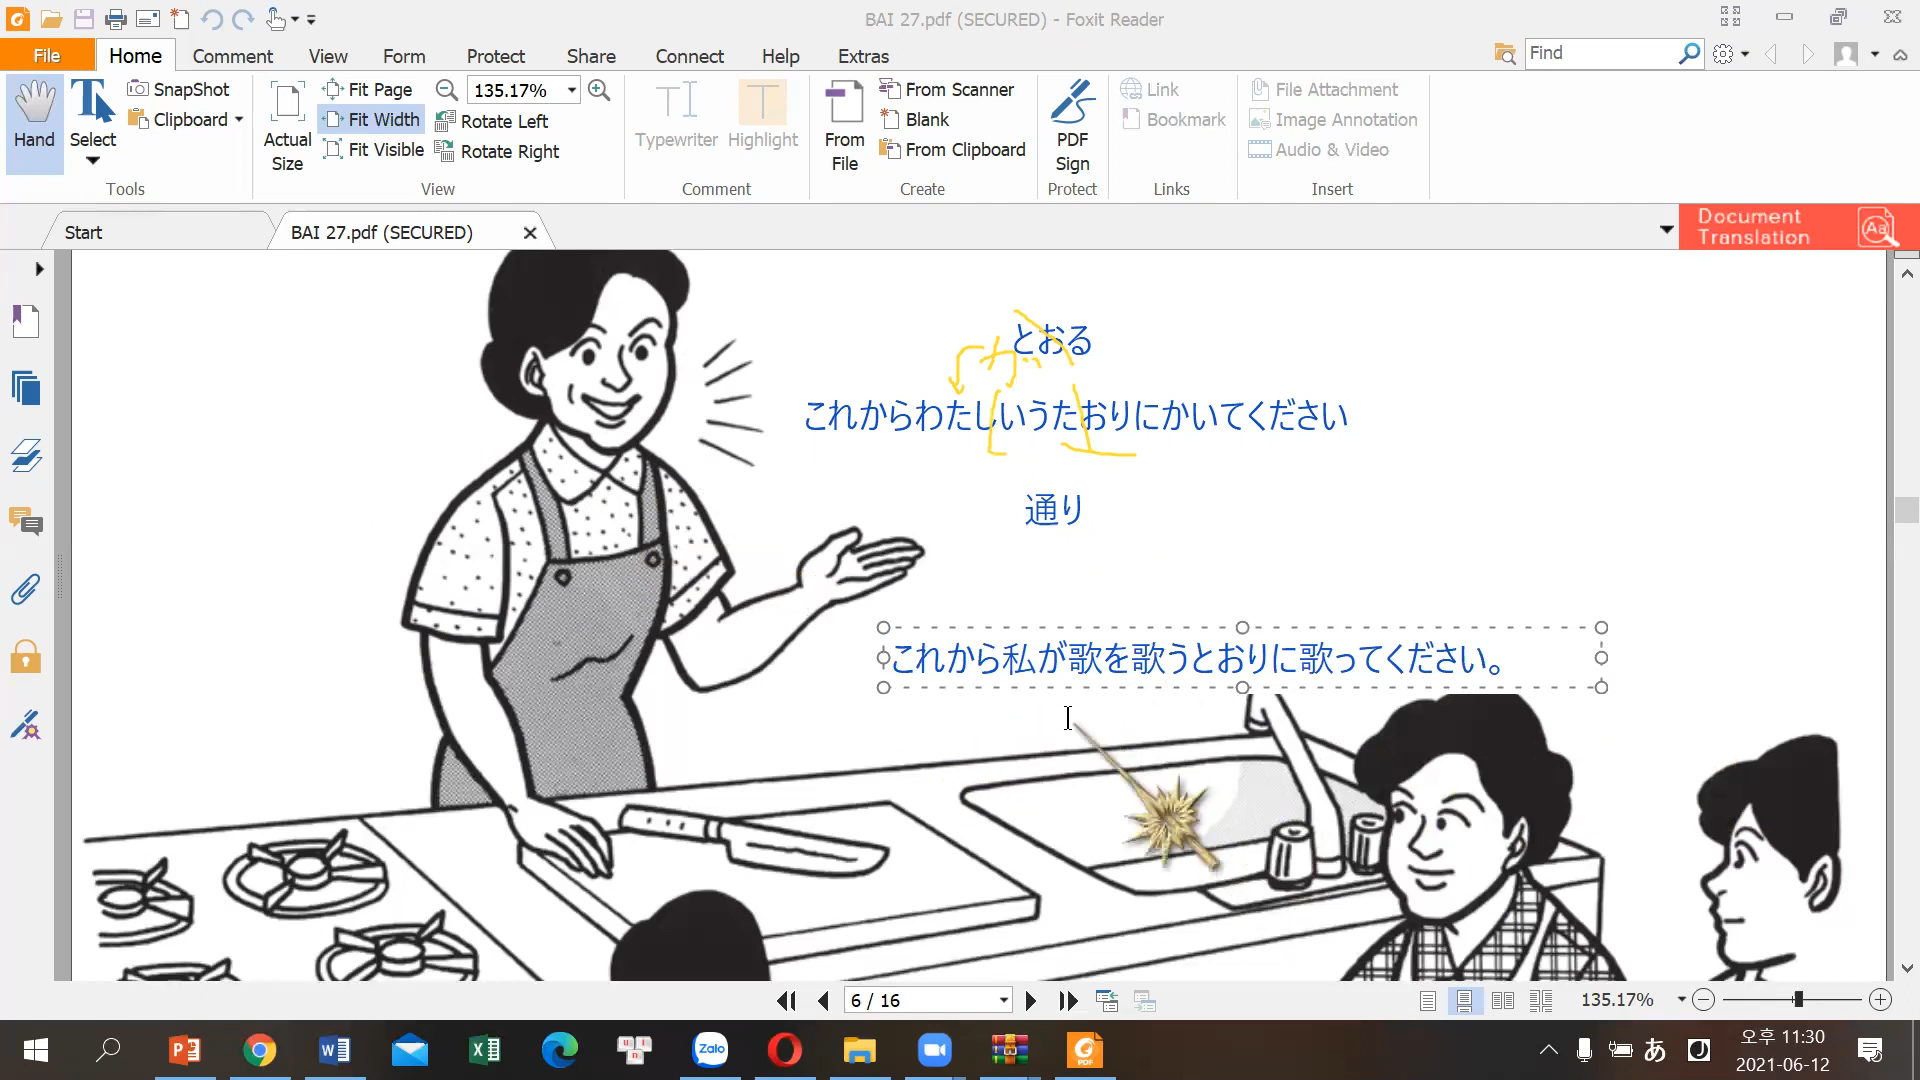 BAI 27.pdf (SECURED) - Foxit Reader
File Home Comment View Form Protect Share Connect Help Extras
Find
Hand
Select
SnapShot
Clipboard
Tools
Actual Size
Fit Page
Fit Width
Fit Visible
135.17%
Rotate Left
Rotate Right
View
Typewriter
Highlight
Comment
From File
From Scanner
Blank
From Clipboard
Create
PDF Sign
Protect
Link
Bookmark
Links
File Attachment
Image Annotation
Audio & Video
Insert
Start
BAI 27.pdf (SECURED)
Document Translation
とおる
が
これからわたしいうたおりにかいてください
通り
これから私が歌を歌うとおりに歌ってください。
6 / 16
135.17%
Zalo
PDF
あ
오후 11:30
2021-06-12